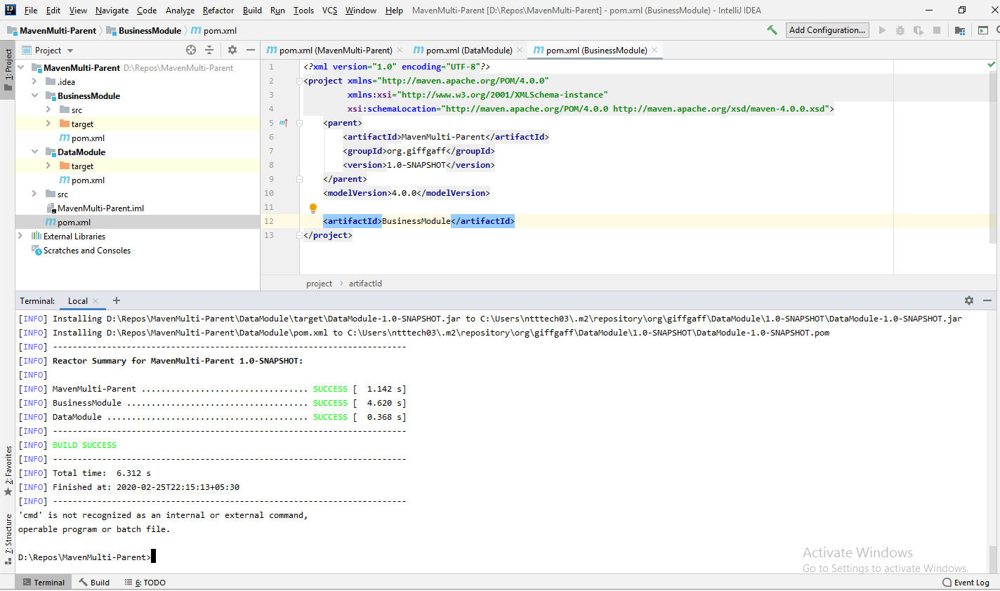 File Edit View Navigate Code Analyze Refactor Build Run Tools VCS Window Help MavenMulti-Parent [D:\Repos\MavenMulti-Parent] - pom.xml (BusinessModule) - IntelliJ IDEA
MavenMulti-Parent BusinessModule pom.xml Add Configuration...
1: Project
Project
MavenMulti-Parent D:\Repos\MavenMulti-Parent
.idea
BusinessModule
src
target
pom.xml
DataModule
target
pom.xml
src
MavenMulti-Parent.iml
pom.xml
External Libraries
Scratches and Consoles
pom.xml (MavenMulti-Parent) pom.xml (DataModule) pom.xml (BusinessModule)
1 <?xml version="1.0" encoding="UTF-8"?>
2 <project xmlns="http://maven.apache.org/POM/4.0.0"
3 xmlns:xsi="http://www.w3.org/2001/XMLSchema-instance"
4 xsi:schemaLocation="http://maven.apache.org/POM/4.0.0 http://maven.apache.org/xsd/maven-4.0.0.xsd">
5 <parent>
6 <artifactId>MavenMulti-Parent</artifactId>
7 <groupId>org.giffgaff</groupId>
8 <version>1.0-SNAPSHOT</version>
9 </parent>
10 <modelVersion>4.0.0</modelVersion>
11
12 <artifactId>BusinessModule</artifactId>
13 </project>
project artifactId
Terminal: Local
[INFO] Installing D:\Repos\MavenMulti-Parent\DataModule\target\DataModule-1.0-SNAPSHOT.jar to C:\Users\ntttech03\.m2\repository\org\giffgaff\DataModule\1.0-SNAPSHOT\DataModule-1.0-SNAPSHOT.jar
[INFO] Installing D:\Repos\MavenMulti-Parent\DataModule\pom.xml to C:\Users\ntttech03\.m2\repository\org\giffgaff\DataModule\1.0-SNAPSHOT\DataModule-1.0-SNAPSHOT.pom
[INFO] ------------------------------------------------------------------------
[INFO] Reactor Summary for MavenMulti-Parent 1.0-SNAPSHOT:
[INFO]
[INFO] MavenMulti-Parent .................................. SUCCESS [  1.142 s]
[INFO] BusinessModule ..................................... SUCCESS [  4.620 s]
[INFO] DataModule ......................................... SUCCESS [  0.368 s]
[INFO] ------------------------------------------------------------------------
[INFO] BUILD SUCCESS
[INFO] ------------------------------------------------------------------------
[INFO] Total time:  6.312 s
[INFO] Finished at: 2020-02-25T22:15:13+05:30
[INFO] ------------------------------------------------------------------------
'cmd' is not recognized as an internal or external command,
operable program or batch file.
D:\Repos\MavenMulti-Parent>
2: Favorites
7: Structure
Activate Windows
Go to Settings to activate Windows.
Terminal Build 6: TODO Event Log